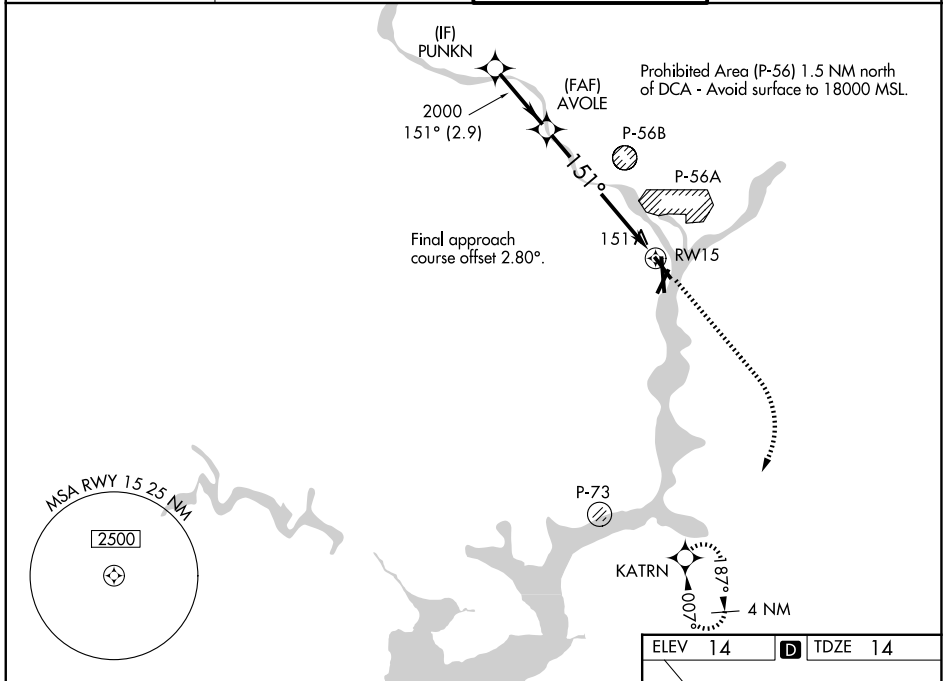 (IF)
PUNKN
(FAF)
AVOLE
Prohibited Area (P-56) 1.5 NM north
of DCA - Avoid surface to 18000 MSL.
2000
151° (2.9)
P-56B
151°
P-56A
Final approach
course offset 2.80°.
151
RW15
MSA RWY 15 25 NM
2500
P-73
KATRN
187°
007°
4 NM
ELEV 14
D
TDZE 14